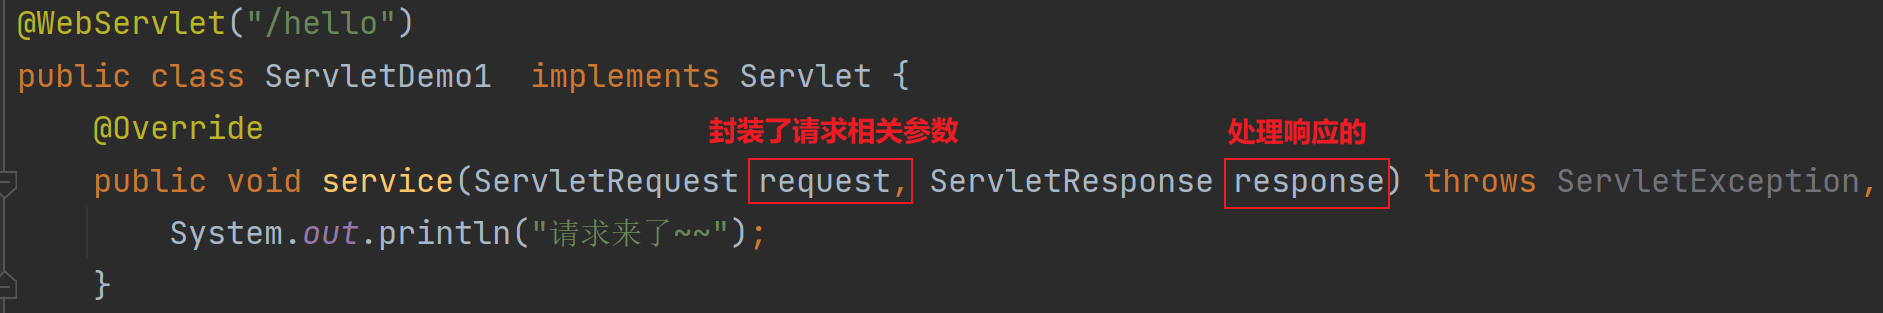 @WebServlet("/hello")
public class ServletDemo1  implements Servlet {
@Override
封装了请求相关参数 处理响应的
public void service(ServletRequest request, ServletResponse response) throws ServletException,
System.out.println("请求来了~~");
}